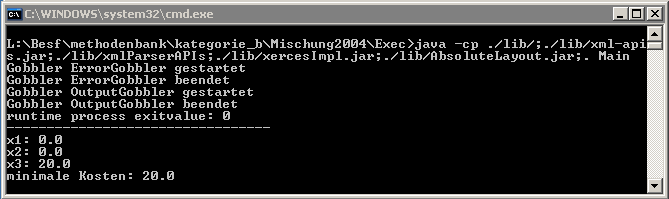 C:\WINDOWS\system32\cmd.exe
L:\Besf\methodenbank\kategorie_b\Mischung2004\Exec>java -cp ./lib/;./lib/xml-api
s.jar;./lib/xmlParserAPIs;./lib/xercesImpl.jar;./lib/AbsoluteLayout.jar;. Main
Gobbler ErrorGobbler gestartet
Gobbler ErrorGobbler beendet
Gobbler OutputGobbler gestartet
Gobbler OutputGobbler beendet
runtime process exitvalue: 0
---------------------------------
x1: 0.0
x2: 0.0
x3: 20.0
minimale Kosten: 20.0